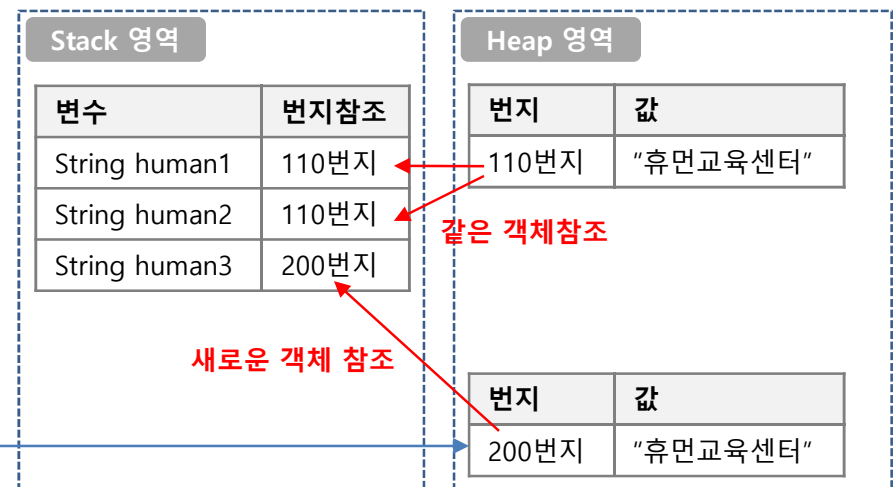 Stack 영역
변수 번지참조
String human1 110번지
String human2 110번지
String human3 200번지
Heap 영역
번지 값
110번지 "휴먼교육센터"
같은 객체참조
새로운 객체 참조
번지 값
200번지 "휴먼교육센터"